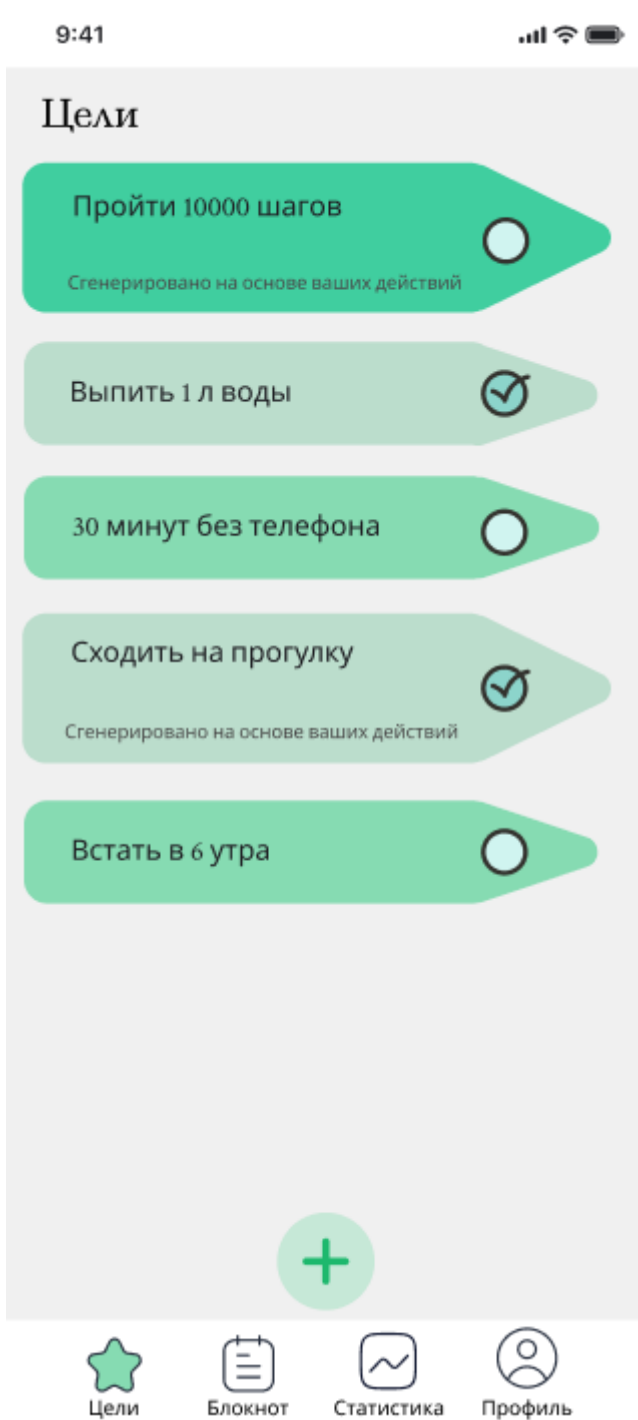 9:41
Цели
Пройти 10000 шагов
Сгенерировано на основе ваших действий
Выпить 1 л воды
30 минут без телефона
Сходить на прогулку
Сгенерировано на основе ваших действий
Встать в 6 утра
Цели Блокнот Статистика Профиль